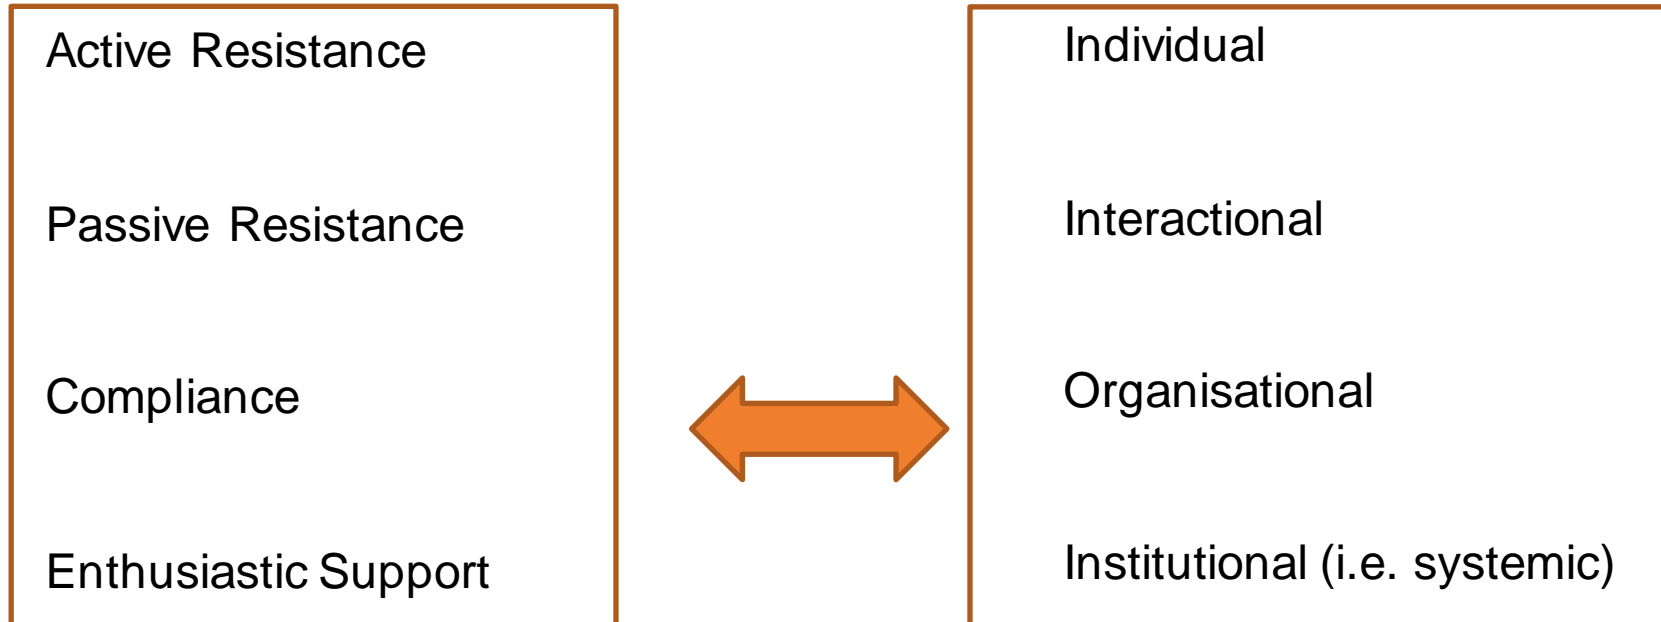 Active Resistance
Passive Resistance
Compliance
Enthusiastic Support
Individual
Interactional
Organisational
Institutional (i.e. systemic)